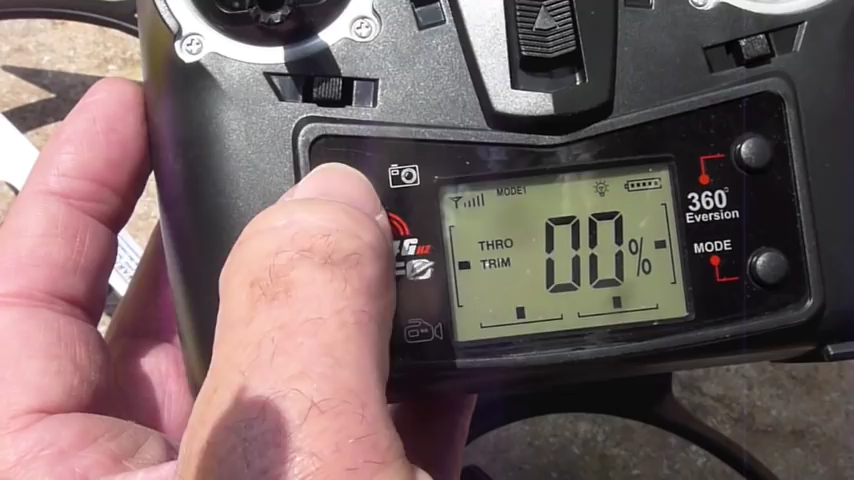 MODE1
THRO
TRIM
00%
360°
Eversion
MODE